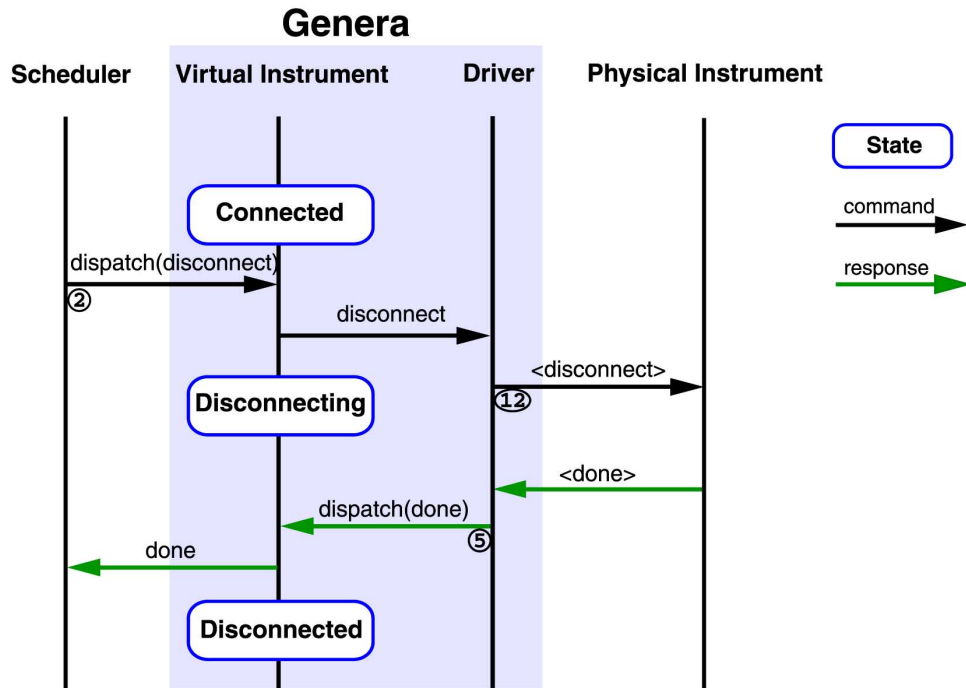 Genera
Scheduler Virtual Instrument Driver Physical Instrument
State
Connected
command
dispatch(disconnect)
response
②
disconnect
<disconnect>
⑫
Disconnecting
<done>
dispatch(done)
⑤
done
Disconnected